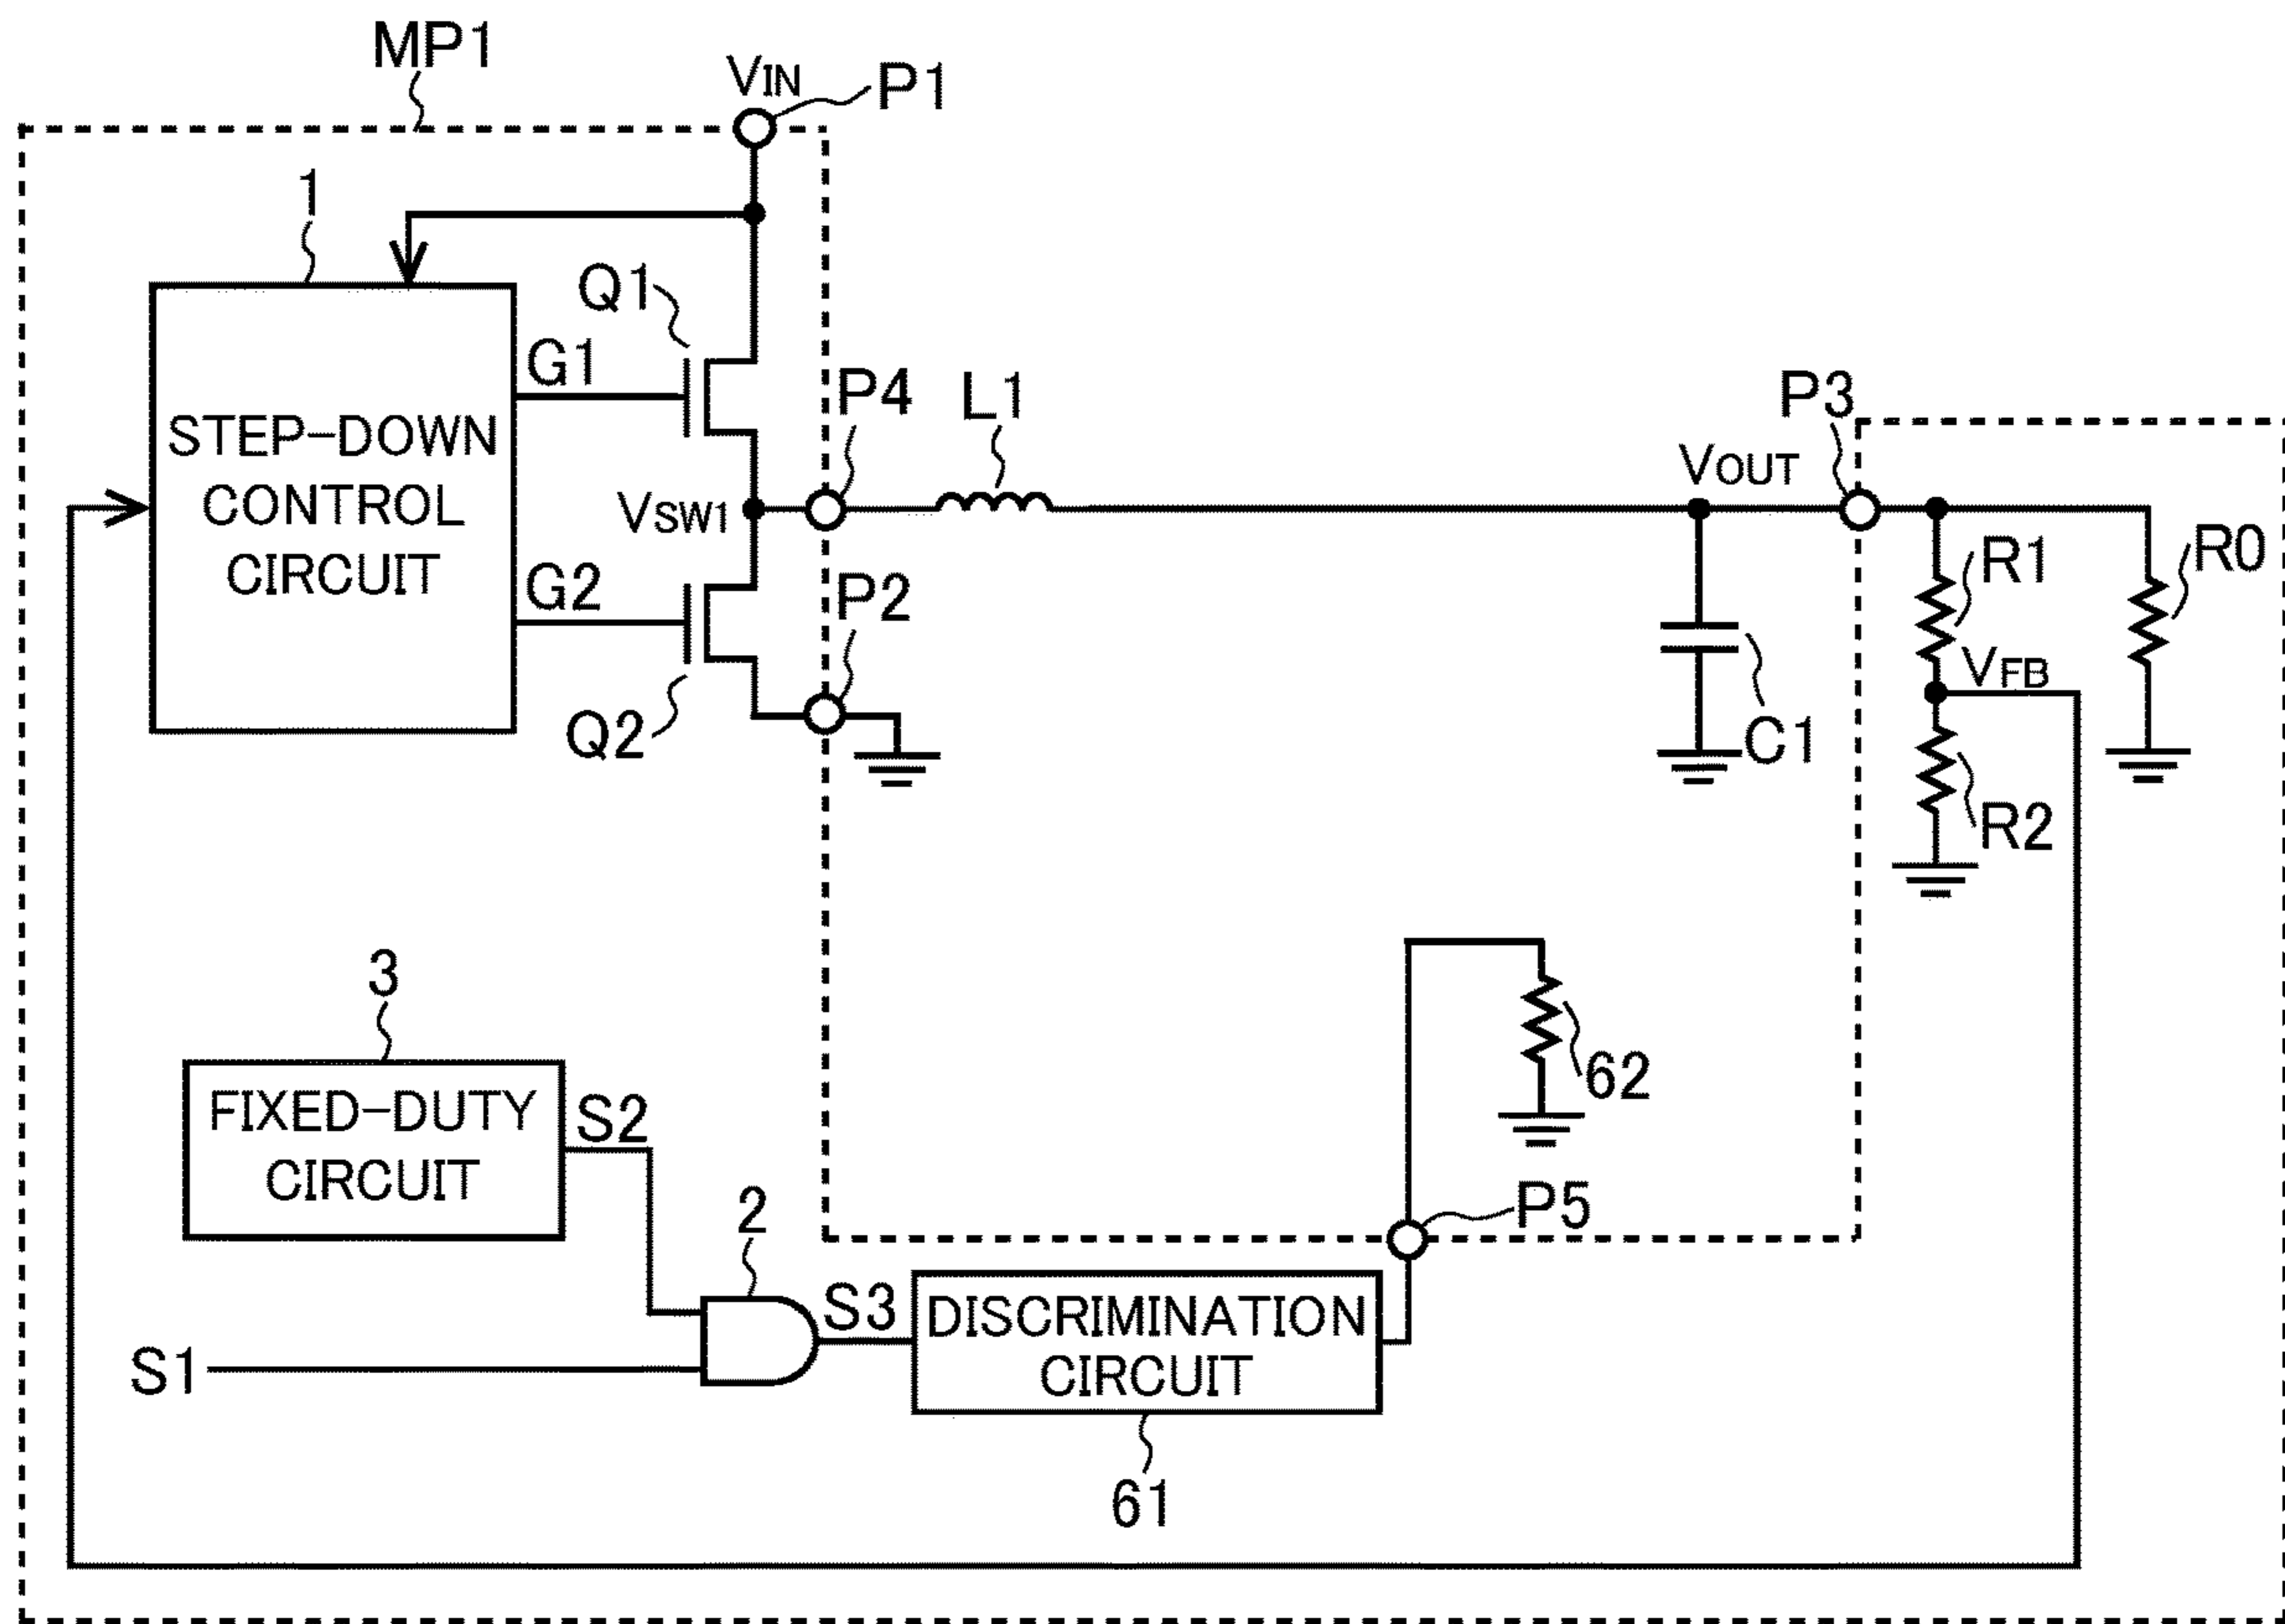 MP1
VIN
P1
1
Q1
G1
P4
L1
P3
STEP-DOWN
CONTROL
CIRCUIT
VSW1
VOUT
R1
R0
G2
P2
VFB
Q2
C1
R2
3
62
FIXED-DUTY
CIRCUIT
S2
2
P5
S3
DISCRIMINATION
CIRCUIT
S1
61